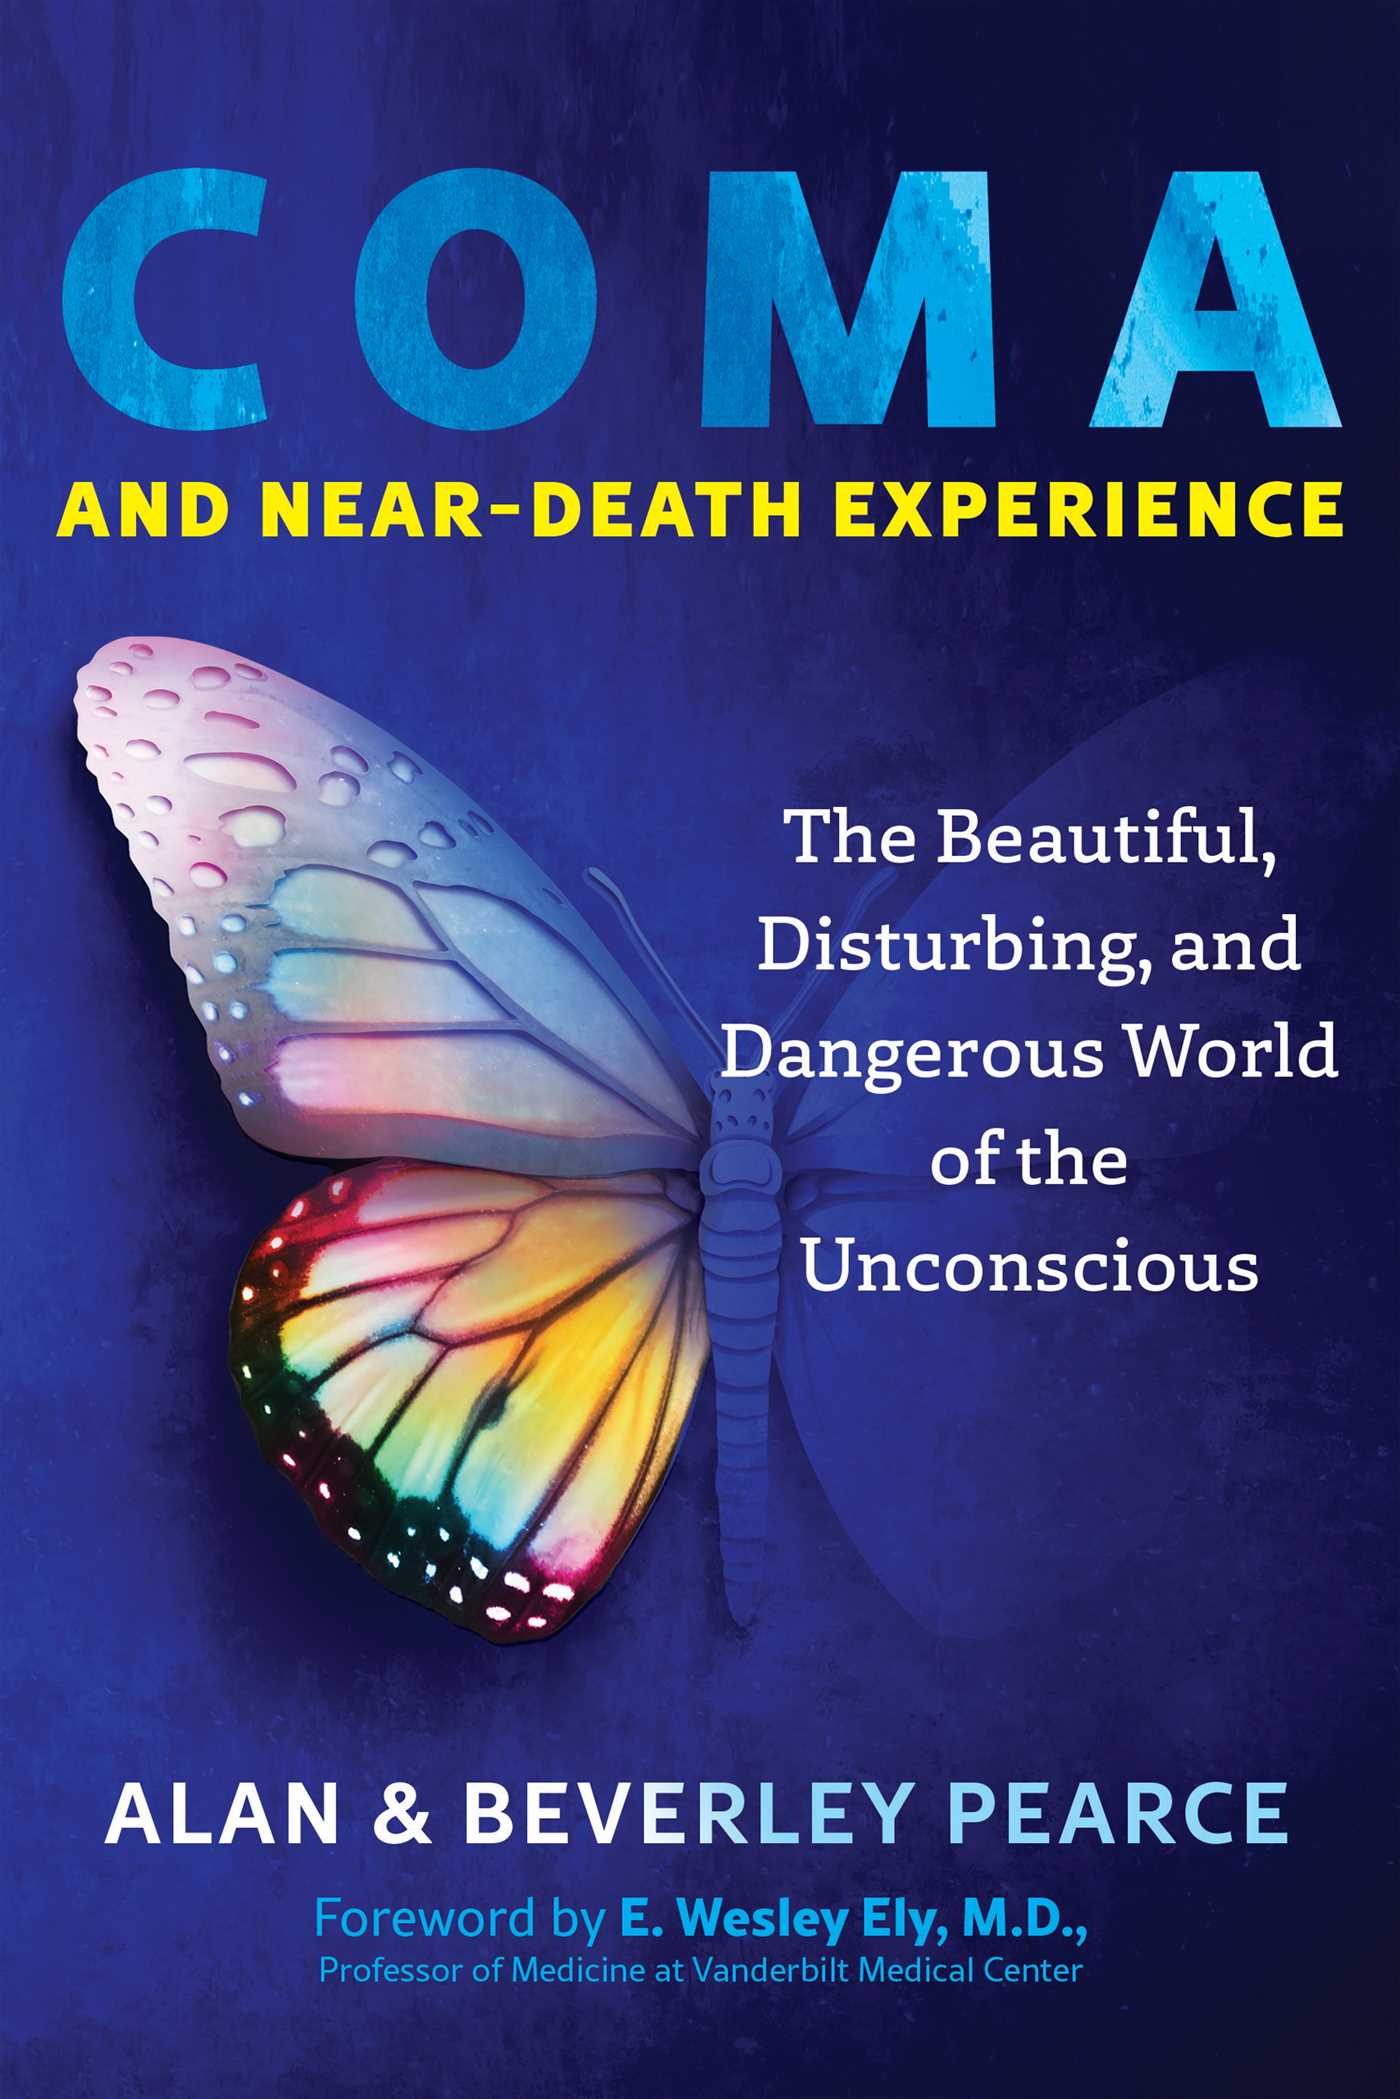 COMA
AND NEAR-DEATH EXPERIENCE
The Beautiful,
Disturbing, and
Dangerous World
of the
Unconscious
ALAN & BEVERLEY PEARCE
Foreword by E. Wesley Ely, M.D.,
Professor of Medicine at Vanderbilt Medical Center